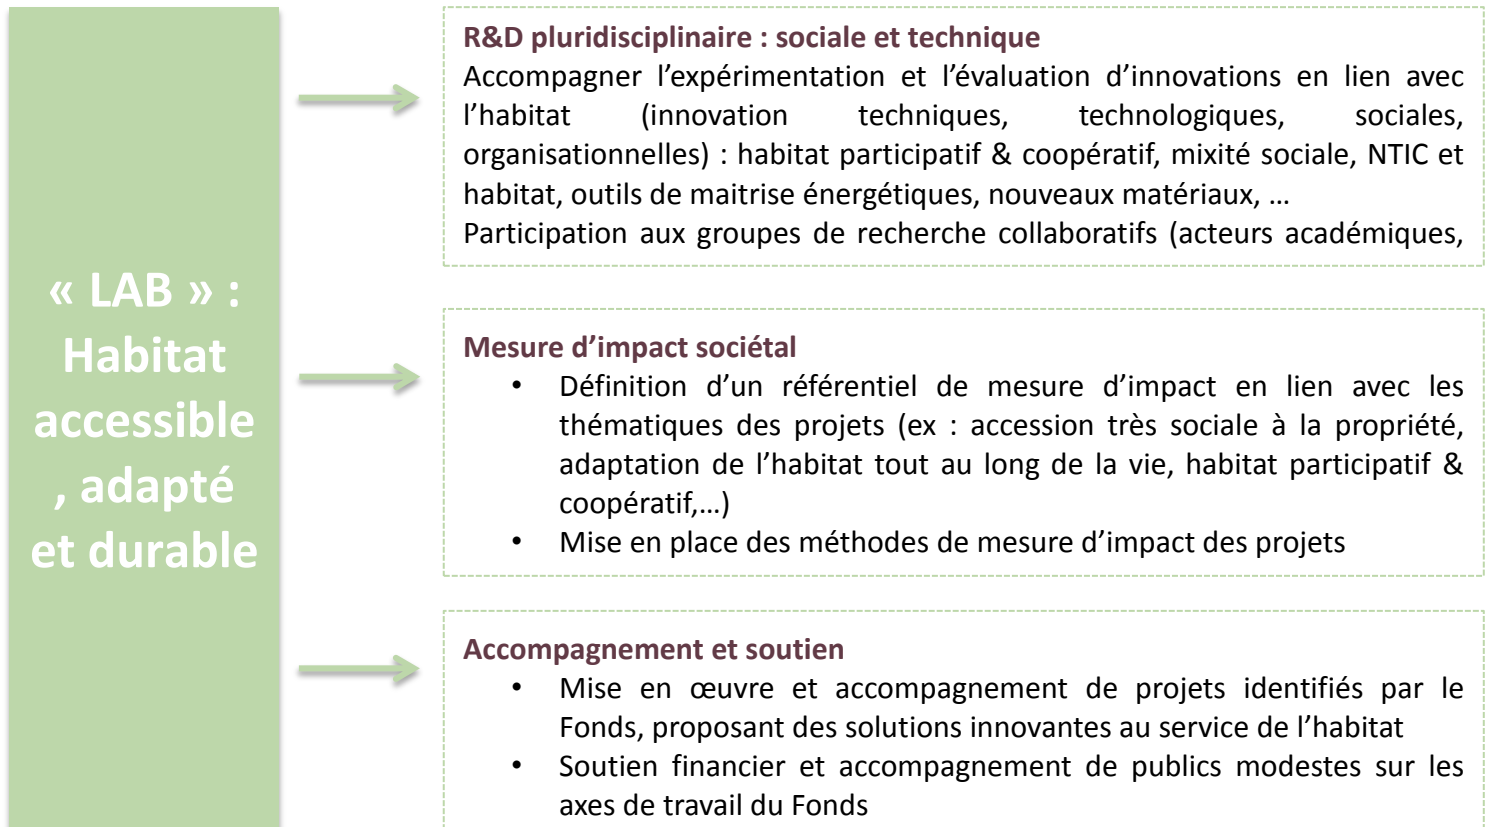 « LAB » :
Habitat
accessible
, adapté
et durable
R&D pluridisciplinaire : sociale et technique
Accompagner l’expérimentation et l’évaluation d’innovations en lien avec
l’habitat (innovation techniques, technologiques, sociales,
organisationnelles) : habitat participatif & coopératif, mixité sociale, NTIC et
habitat, outils de maitrise énergétiques, nouveaux matériaux, …
Participation aux groupes de recherche collaboratifs (acteurs académiques,
Mesure d’impact sociétal
• Définition d’un référentiel de mesure d’impact en lien avec les
thématiques des projets (ex : accession très sociale à la propriété,
adaptation de l’habitat tout au long de la vie, habitat participatif &
coopératif,…)
• Mise en place des méthodes de mesure d’impact des projets
Accompagnement et soutien
• Mise en œuvre et accompagnement de projets identifiés par le
Fonds, proposant des solutions innovantes au service de l’habitat
• Soutien financier et accompagnement de publics modestes sur les
axes de travail du Fonds